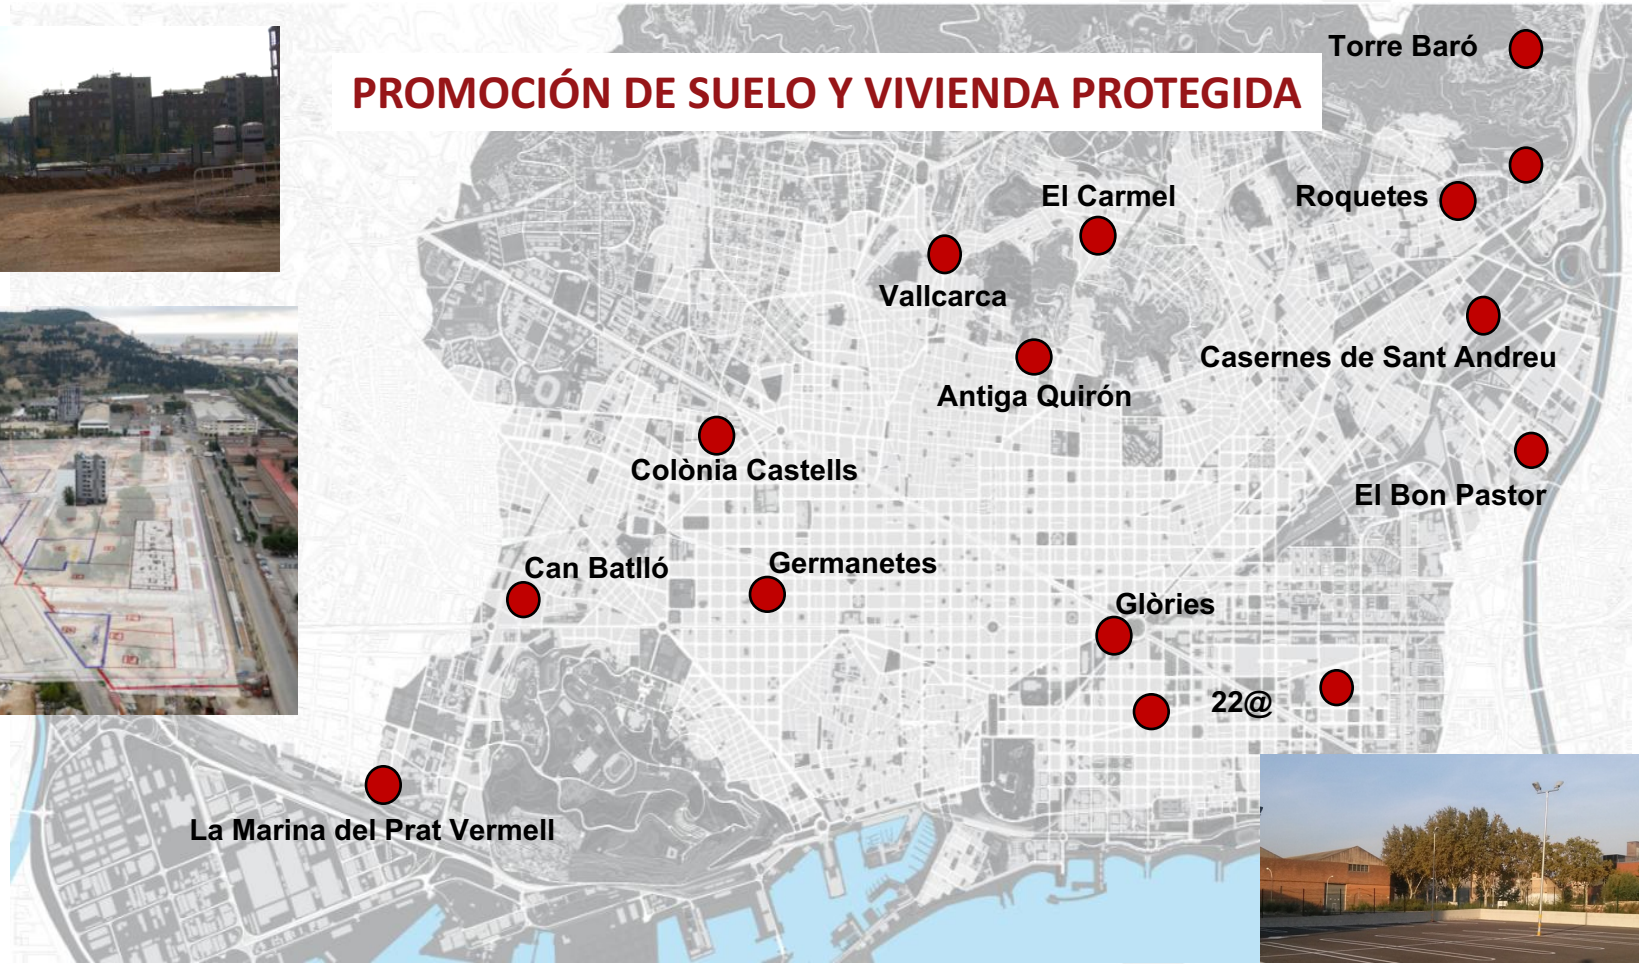 Torre Baró
PROMOCIÓN DE SUELO Y VIVIENDA PROTEGIDA
El Carmel
Roquetes
Vallcarca
Casernes de Sant Andreu
Antiga Quirón
Colònia Castells
El Bon Pastor
Can Batlló
Germanetes
Glòries
22@
La Marina del Prat Vermell